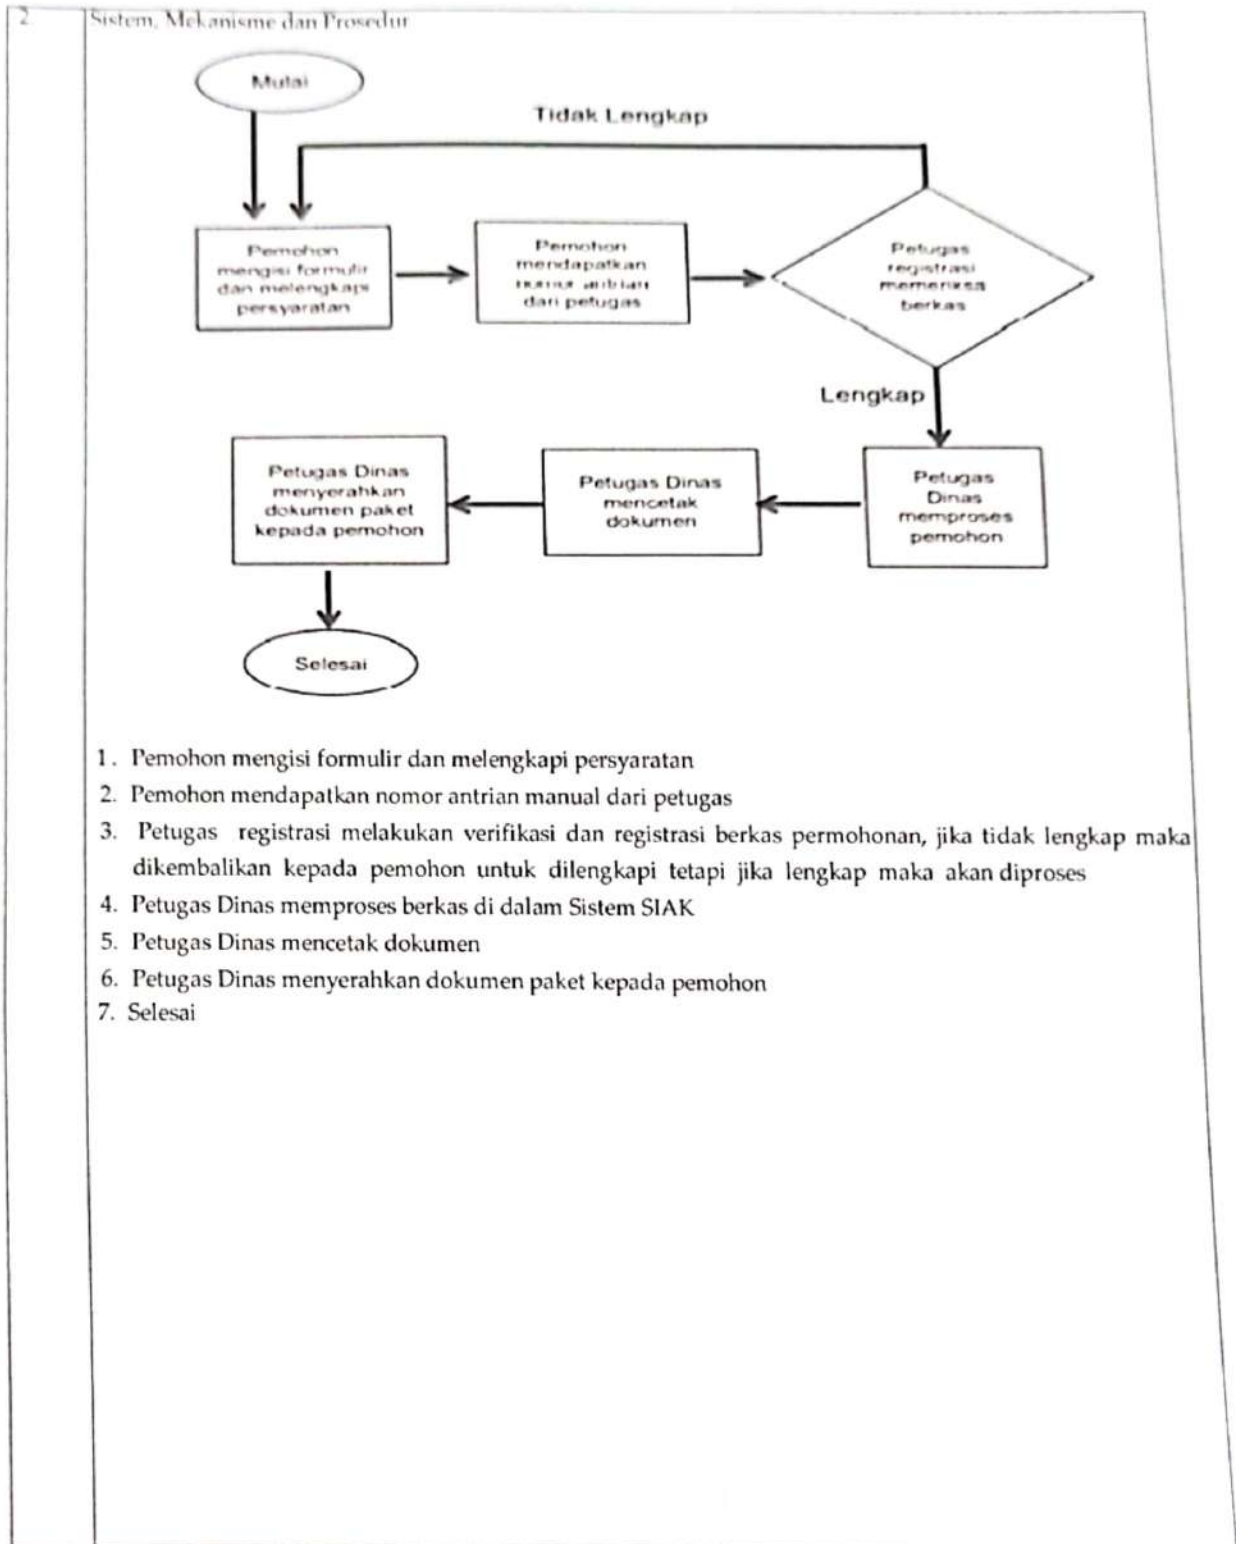 2. Sistem, Mekanisme dan Prosedur
Mulai
Tidak Lengkap
Pemohon
mengisi formulir
dan melengkapi
persyaratan
Pemohon
mendapatkan
nomor antrian
dari petugas
Petugas
registrasi
memeriksa
berkas
Lengkap
Petugas Dinas
menyerahkan
dokumen paket
kepada pemohon
Petugas Dinas
mencetak
dokumen
Petugas
Dinas
memproses
pemohon
Selesai
1. Pemohon mengisi formulir dan melengkapi persyaratan
2. Pemohon mendapatkan nomor antrian manual dari petugas
3. Petugas registrasi melakukan verifikasi dan registrasi berkas permohonan, jika tidak lengkap maka
dikembalikan kepada pemohon untuk dilengkapi tetapi jika lengkap maka akan diproses
4. Petugas Dinas memproses berkas di dalam Sistem SIAK
5. Petugas Dinas mencetak dokumen
6. Petugas Dinas menyerahkan dokumen paket kepada pemohon
7. Selesai